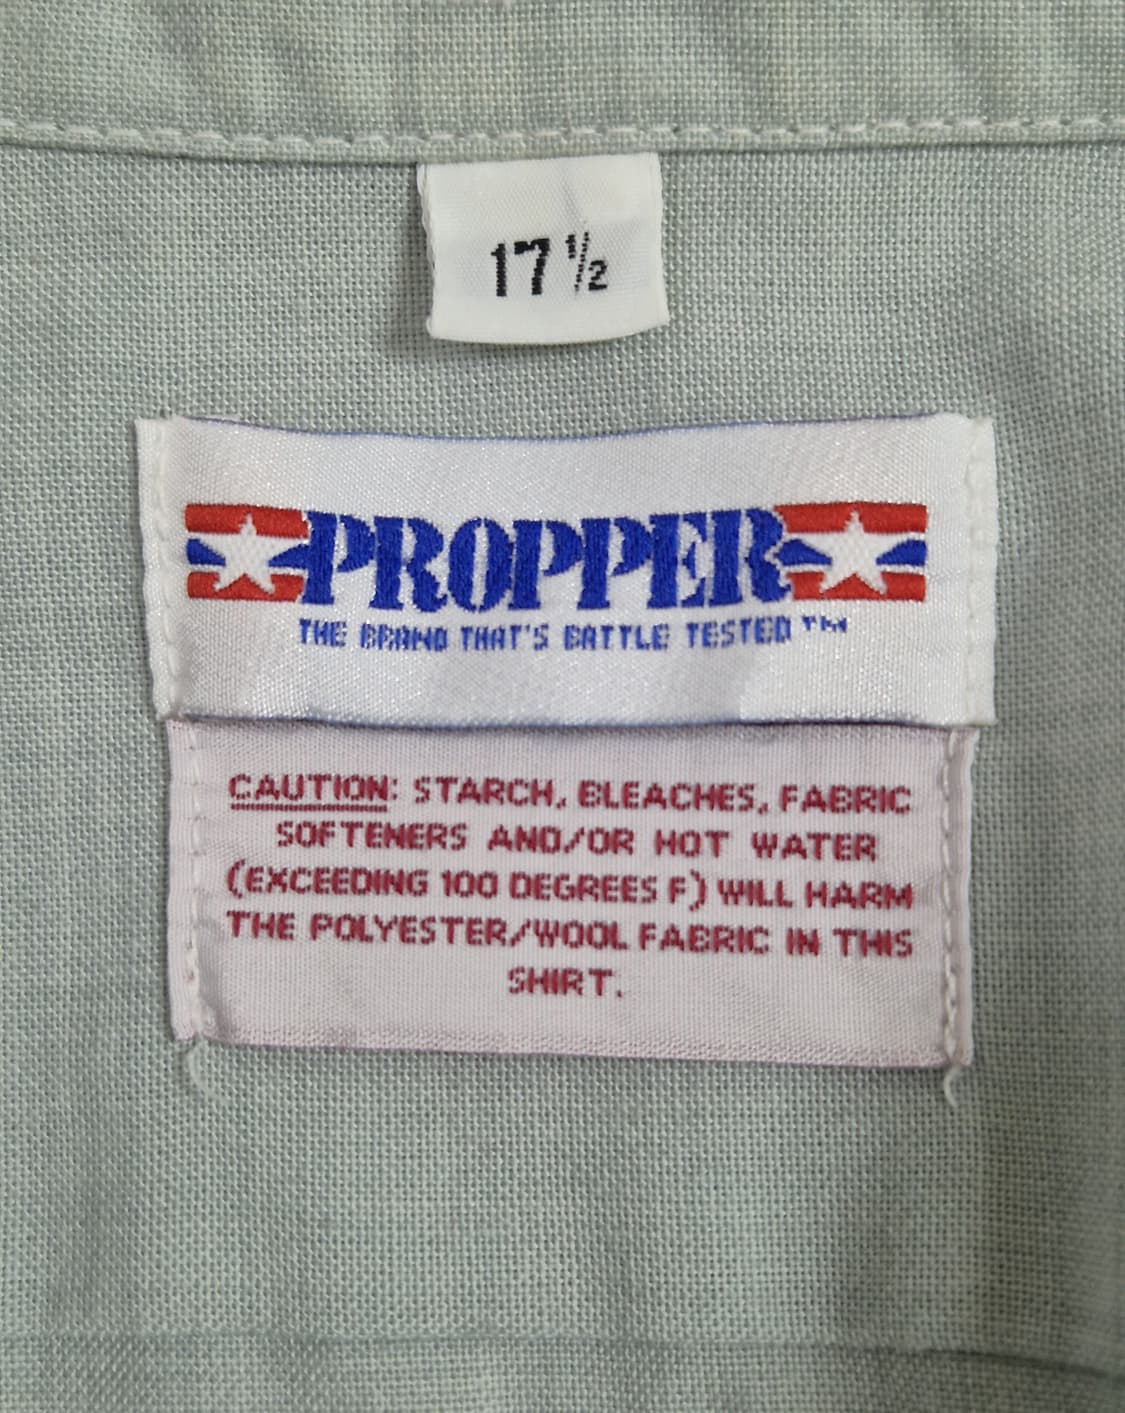 17 1/2
PROPPER
THE BRAND THAT'S BATTLE TESTED ™
CAUTION: STARCH, BLEACHES, FABRIC
SOFTENERS AND/OR HOT WATER
(EXCEEDING 100 DEGREES F) WILL HARM
THE POLYESTER/WOOL FABRIC IN THIS
SHIRT.